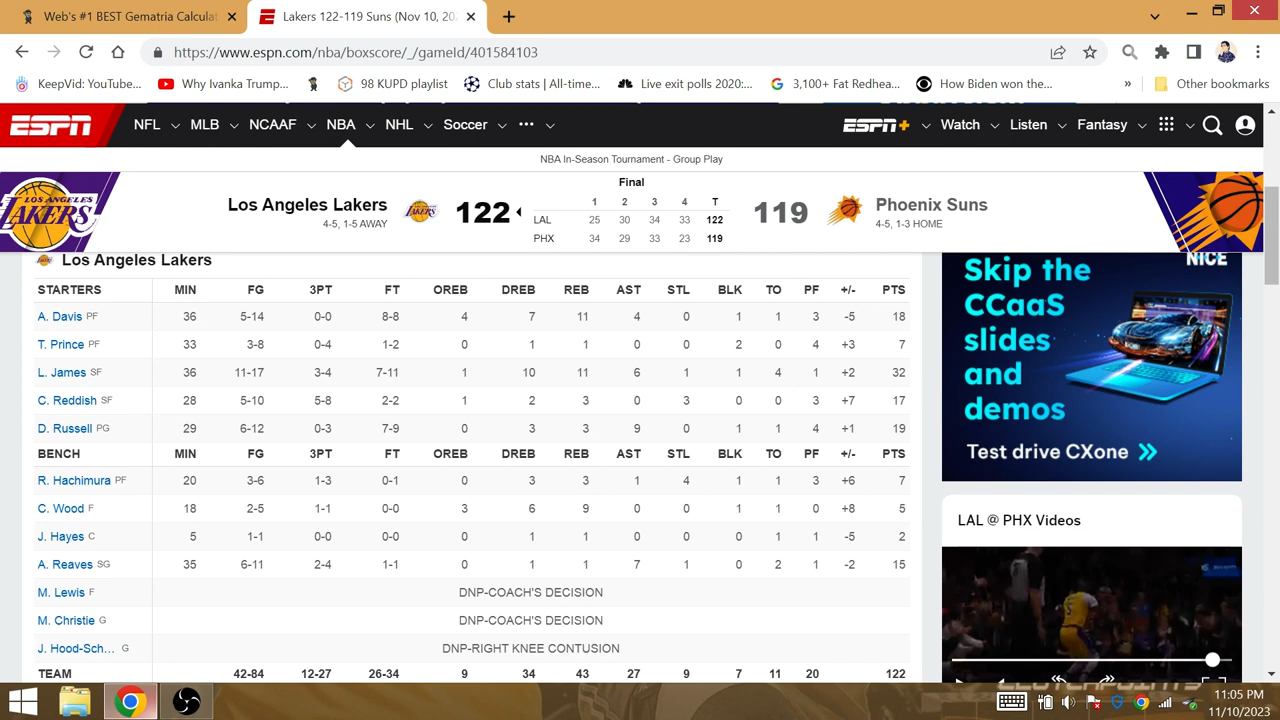 Web's #1 BEST Gematria Calculat
Lakers 122-119 Suns (Nov 10, 20
https://www.espn.com/nba/boxscore/_/gameId/401584103
KeepVid: YouTube... Why Ivanka Trump... 98 KUPD playlist Club stats | All-time... Live exit polls 2020:... 3,100+ Fat Redhea... How Biden won the... » Other bookmarks
ESPN NFL MLB NCAAF NBA NHL Soccer ••• ESPN+ Watch Listen Fantasy
NBA In-Season Tournament - Group Play
Final
LOS ANGELES LAKERS
Los Angeles Lakers 122 119 Phoenix Suns
4-5, 1-5 AWAY 4-5, 1-3 HOME
1 2 3 4 T
LAL 25 30 34 33 122
PHX 34 29 33 23 119
Los Angeles Lakers
STARTERS MIN FG 3PT FT OREB DREB REB AST STL BLK TO PF +/- PTS
A. Davis PF 36 5-14 0-0 8-8 4 7 11 4 0 1 1 3 -5 18
T. Prince PF 33 3-8 0-4 1-2 0 1 1 0 0 2 0 4 +3 7
L. James SF 36 11-17 3-4 7-11 1 10 11 6 1 1 4 1 +2 32
C. Reddish SF 28 5-10 5-8 2-2 1 2 3 0 3 0 0 3 +7 17
D. Russell PG 29 6-12 0-3 7-9 0 3 3 9 0 1 1 4 +1 19
BENCH MIN FG 3PT FT OREB DREB REB AST STL BLK TO PF +/- PTS
R. Hachimura PF 20 3-6 1-3 0-1 0 3 3 1 4 1 1 3 +6 7
C. Wood F 18 2-5 1-1 0-0 3 6 9 0 0 1 1 0 +8 5
J. Hayes C 5 1-1 0-0 0-0 0 1 1 0 0 0 1 1 -5 2
A. Reaves SG 35 6-11 2-4 1-1 0 1 1 7 1 0 2 1 -2 15
M. Lewis F DNP-COACH'S DECISION
M. Christie G DNP-COACH'S DECISION
J. Hood-Sch... G DNP-RIGHT KNEE CONTUSION
TEAM 42-84 12-27 26-34 9 34 43 27 9 7 11 20 122
NICE
Skip the
CCaaS
slides
and
demos
Test drive CXone
LAL @ PHX Videos
11:05 PM
11/10/2023